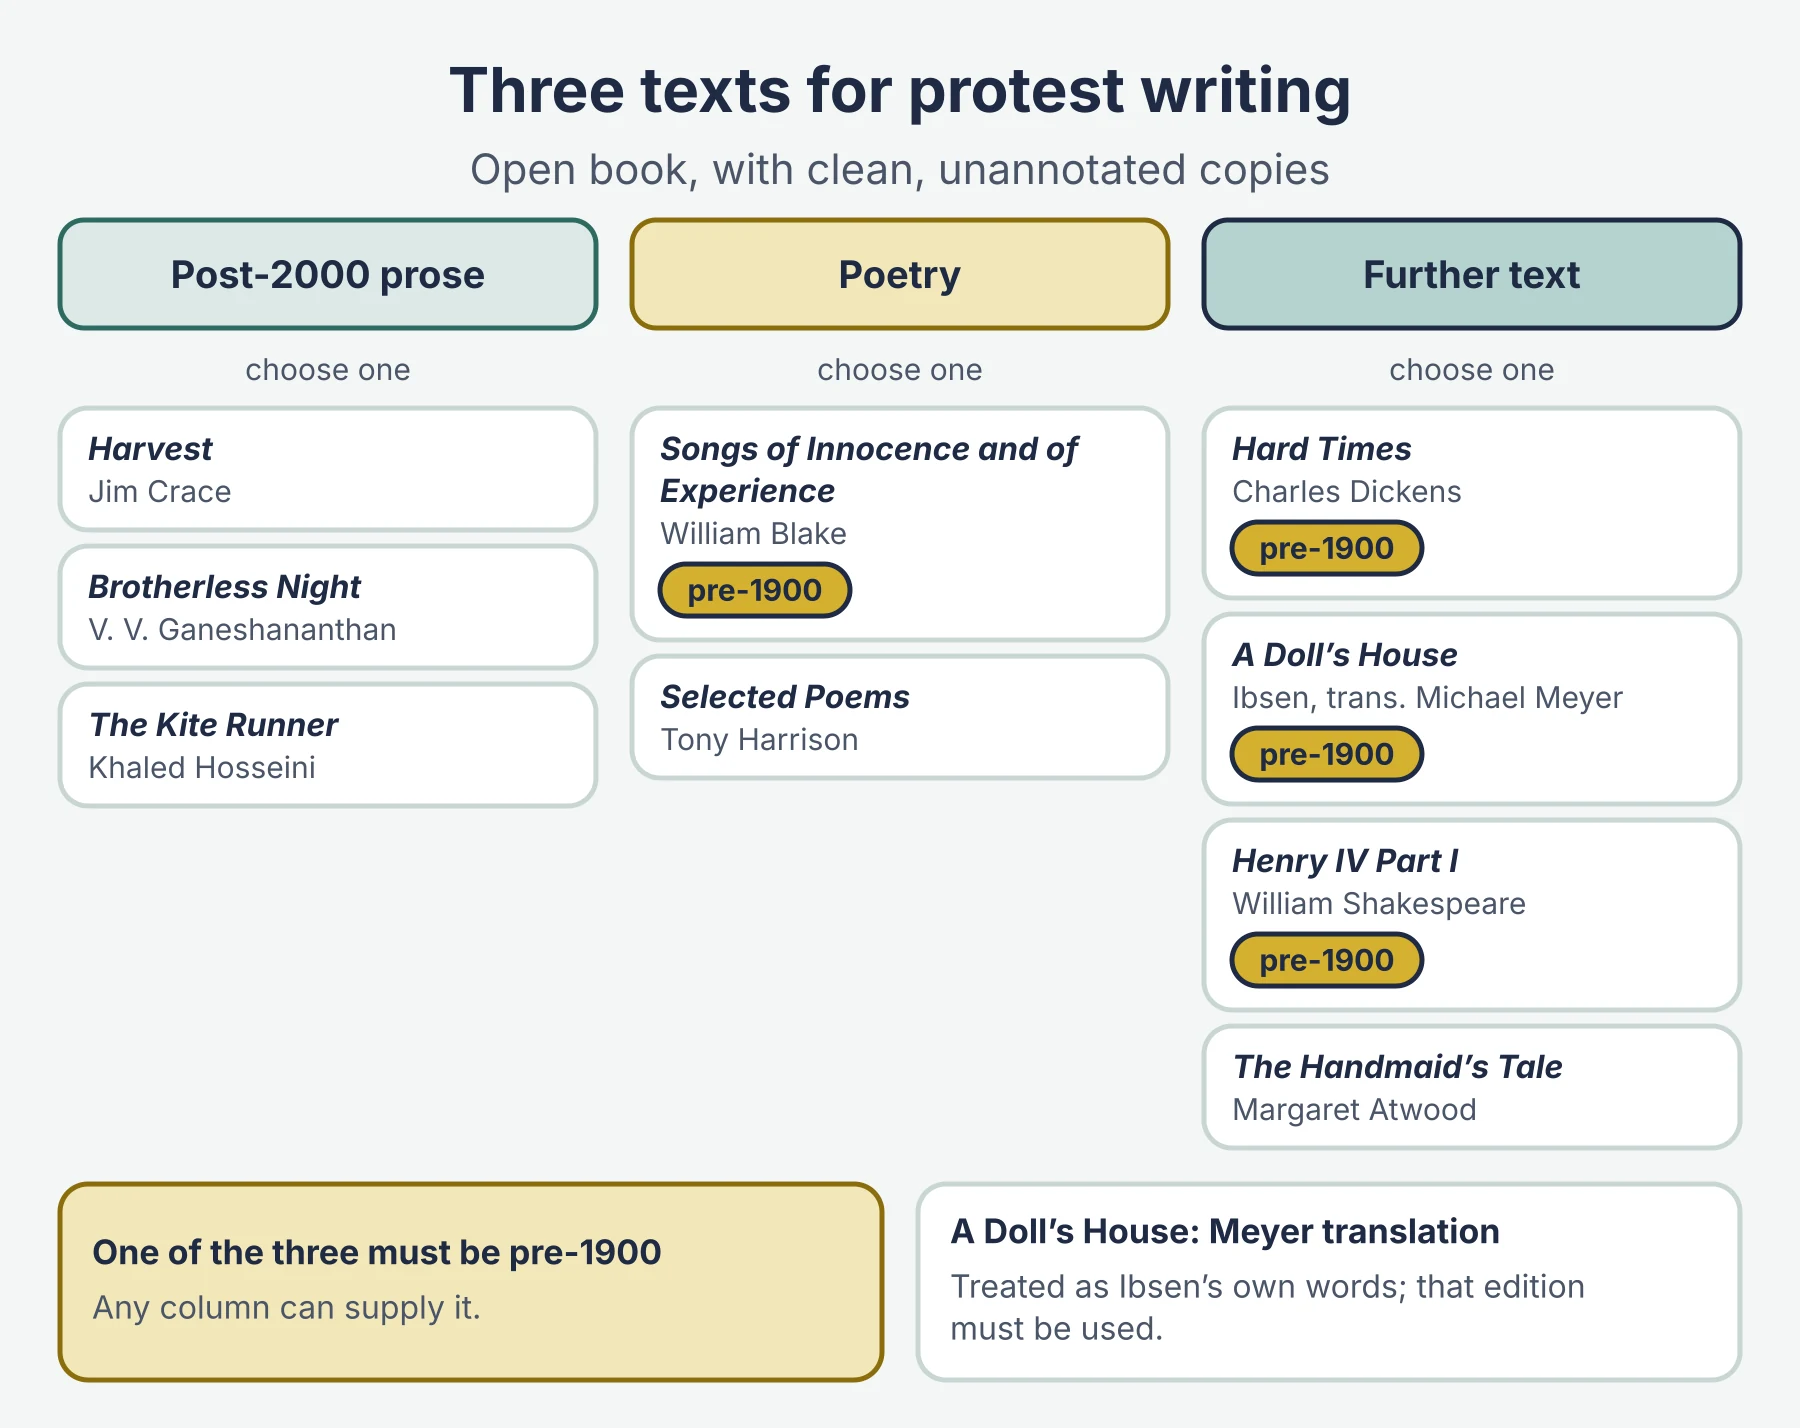 Three texts for protest writing
Open book, with clean, unannotated copies
Post-2000 prose
choose one
Harvest
Jim Crace
Brotherless Night
V. V. Ganeshananthan
The Kite Runner
Khaled Hosseini
Poetry
choose one
Songs of Innocence and of
Experience
William Blake
pre-1900
Selected Poems
Tony Harrison
Further text
choose one
Hard Times
Charles Dickens
pre-1900
A Doll’s House
Ibsen, trans. Michael Meyer
pre-1900
Henry IV Part I
William Shakespeare
pre-1900
The Handmaid’s Tale
Margaret Atwood
One of the three must be pre-1900
Any column can supply it.
A Doll’s House: Meyer translation
Treated as Ibsen’s own words; that edition
must be used.